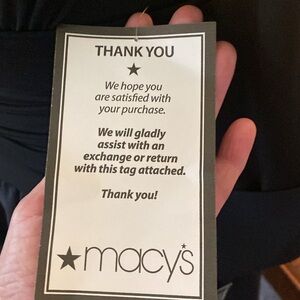 THANK YOU
★
We hope you
are satisfied with
your purchase.
We will gladly
assist with an
exchange or return
with this tag attached.
Thank you!
★macy's